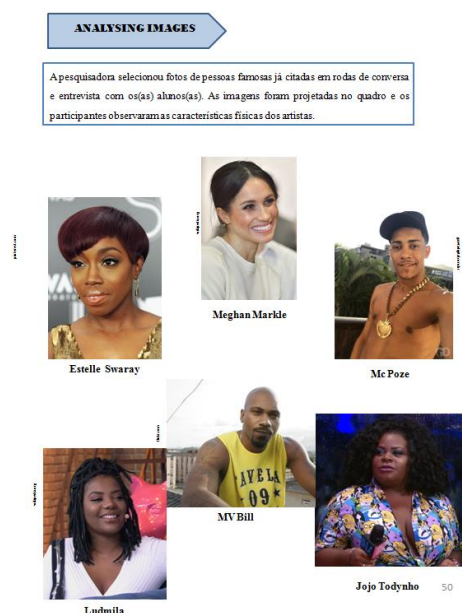 ANALYSING IMAGES
A pesquisadora selecionou fotos de pessoas famosas já citadas em rodas de conversa
e entrevista com os(as) alunos(as). As imagens foram projetadas no quadro e os
participantes observaram as características físicas dos artistas.
Meghan Markle
Estelle Swaray
Mc Poze
AVELA
09
MV Bill
Jojo Todynho
50
Ludmila